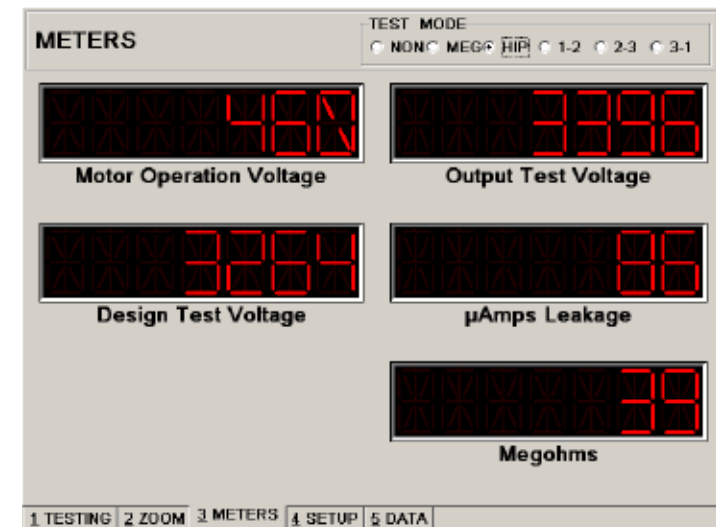 METERS
TEST MODE
NON MEG HIP 1-2 2-3 3-1
460
3396
Motor Operation Voltage
Output Test Voltage
3264
86
Design Test Voltage
µAmps Leakage
39
Megohms
1 TESTING 2 ZOOM 3 METERS 4 SETUP 5 DATA